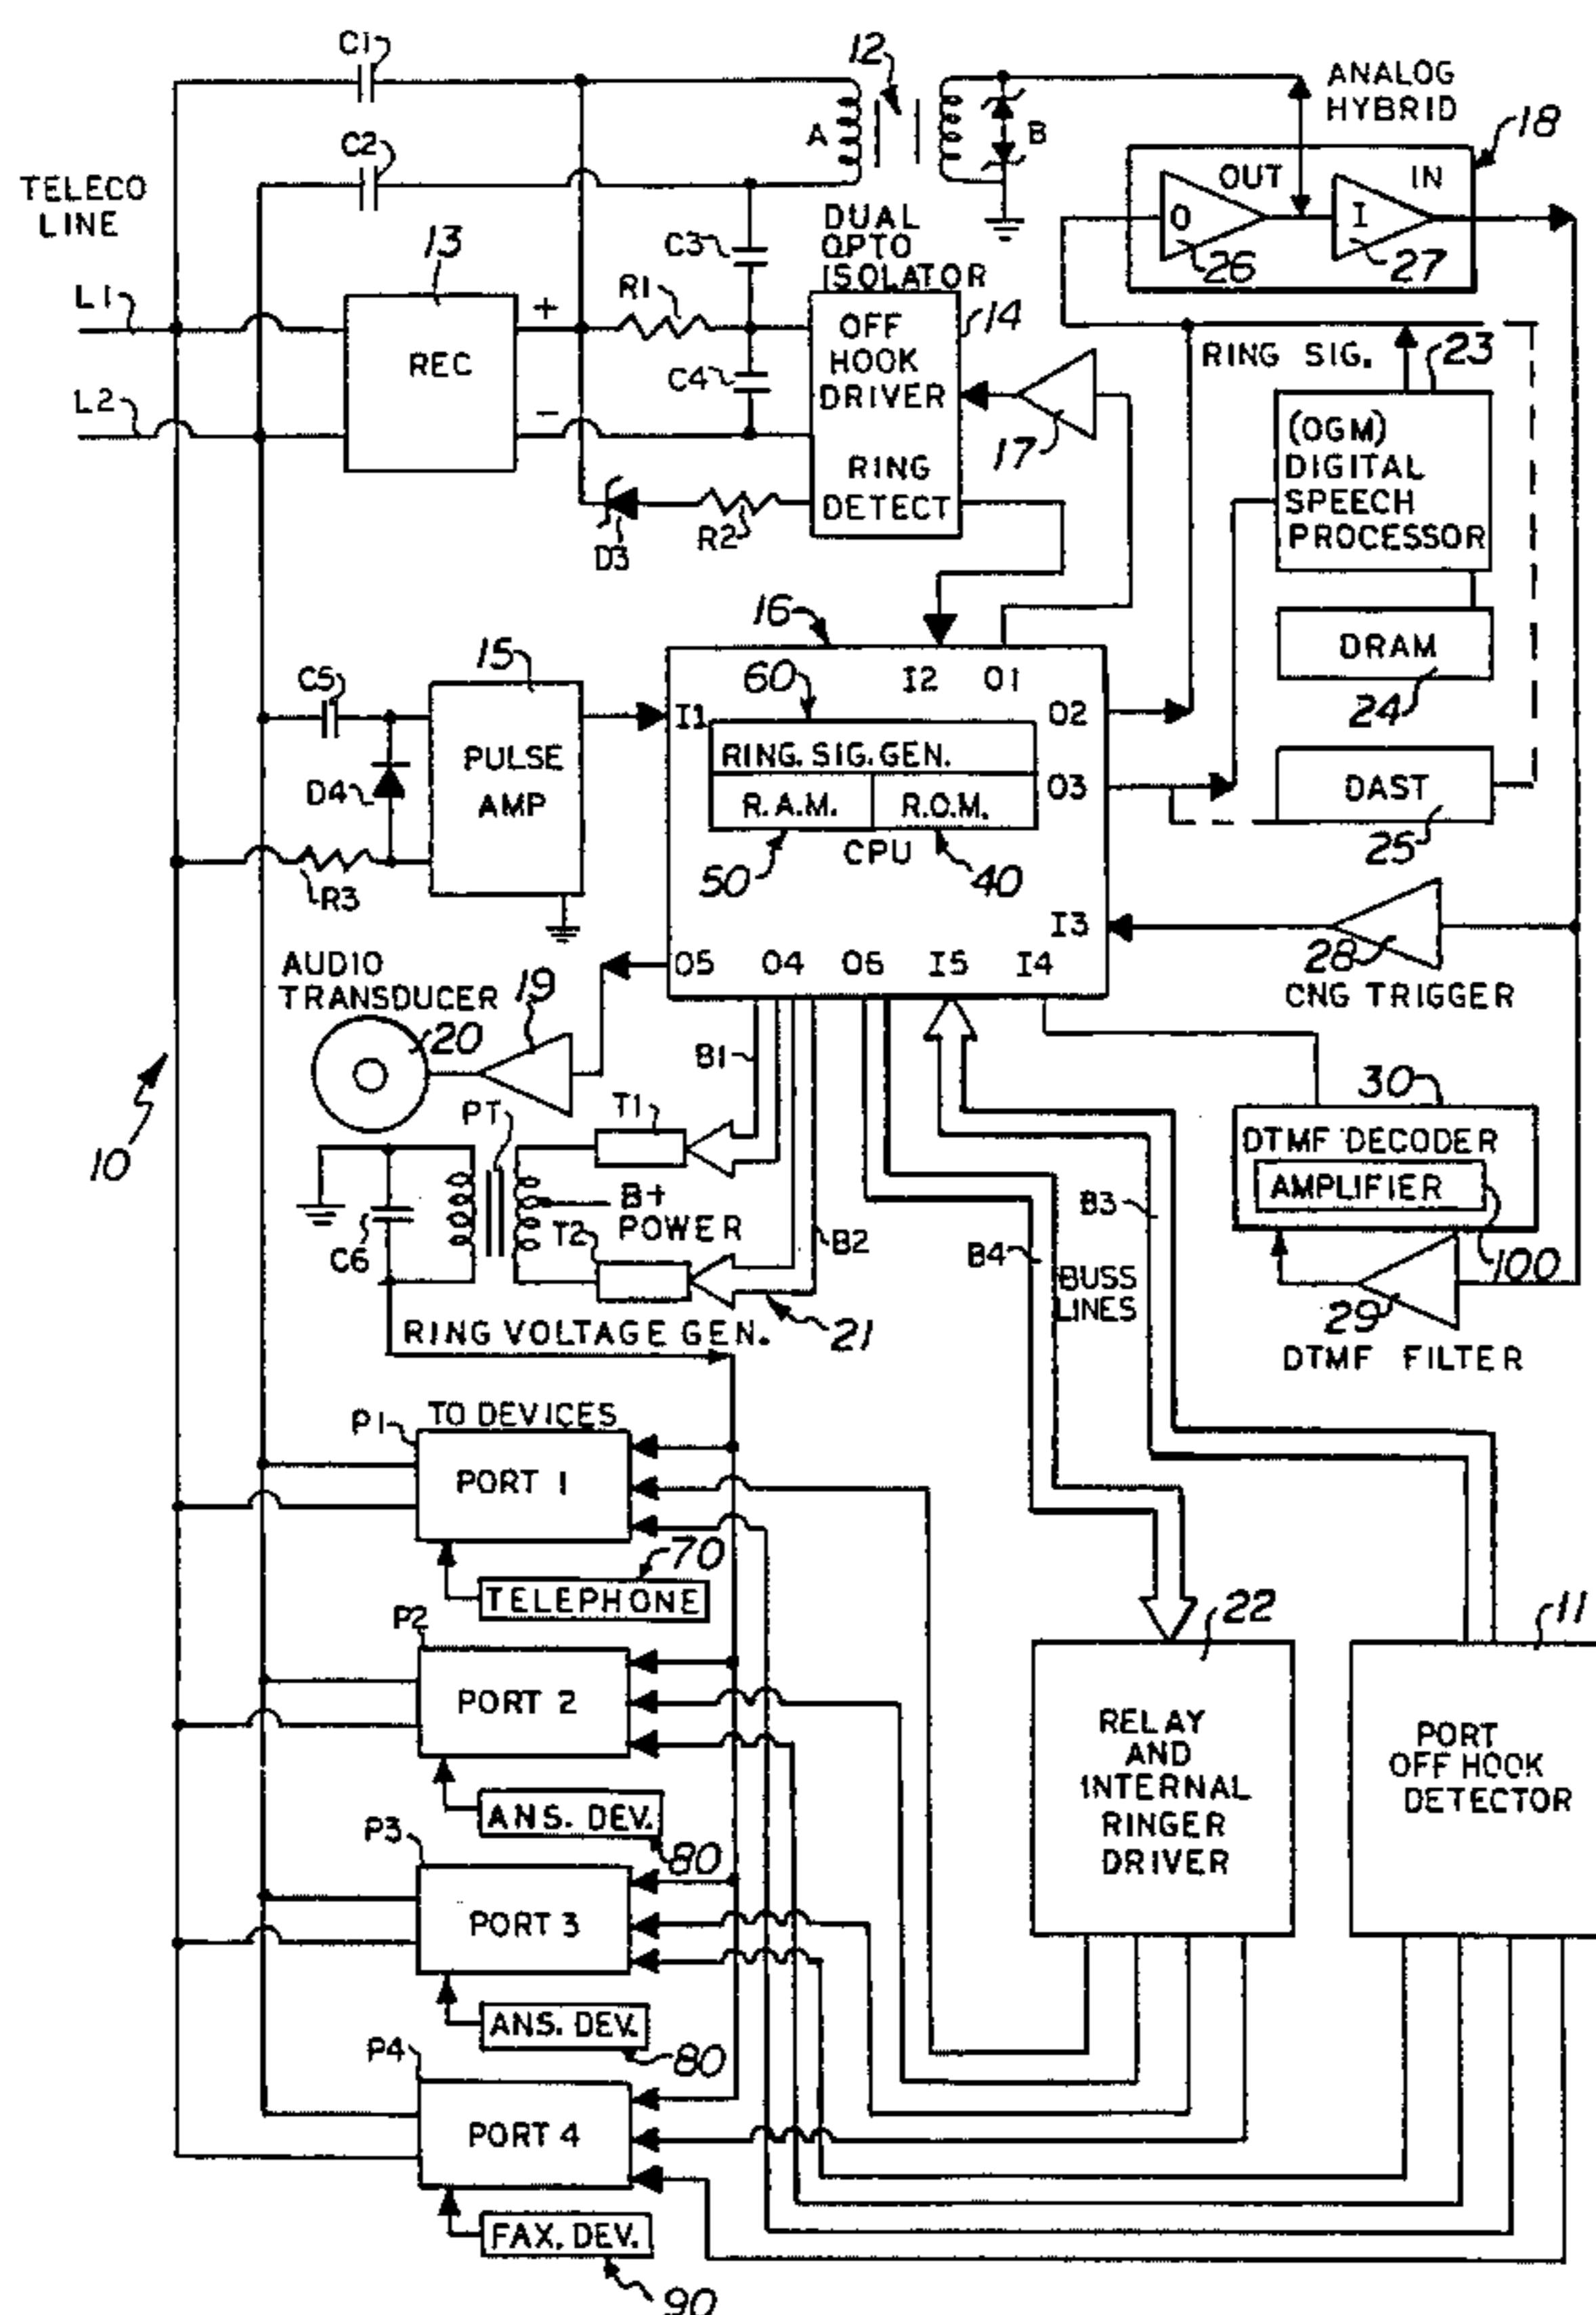 C1
12
ANALOG
HYBRID
18
C2
A
B
OUT
IN
TELECO
LINE
DUAL
OPTO
ISOLATOR
O
I
26
27
13
C3
L1
R1
+
REC
OFF
HOOK
DRIVER
14
RING SIG.
23
C4
L2
-
17
(OGM)
DIGITAL
SPEECH
PROCESSOR
RING
DETECT
D3
R2
16
DRAM
24
15
C5
60
I2
O1
I1
O2
PULSE
AMP
RING. SIG. GEN.
D4
R.A.M.
R.O.M.
O3
DAST
25
CPU
50
40
R3
I3
28
CNG TRIGGER
AUDIO
TRANSDUCER
O5
O4
O6
I5
I4
19
20
B1
10
PT
T1
30
DTMF DECODER
AMPLIFIER
B+
POWER
T2
B2
B3
B4
C6
BUSS
LINES
100
29
RING VOLTAGE GEN.
21
DTMF FILTER
TO DEVICES
P1
PORT 1
70
TELEPHONE
P2
22
11
PORT 2
RELAY
AND
INTERNAL
RINGER
DRIVER
PORT
OFF HOOK
DETECTOR
ANS. DEV.
80
P3
PORT 3
ANS. DEV.
80
P4
PORT 4
FAX. DEV.
90